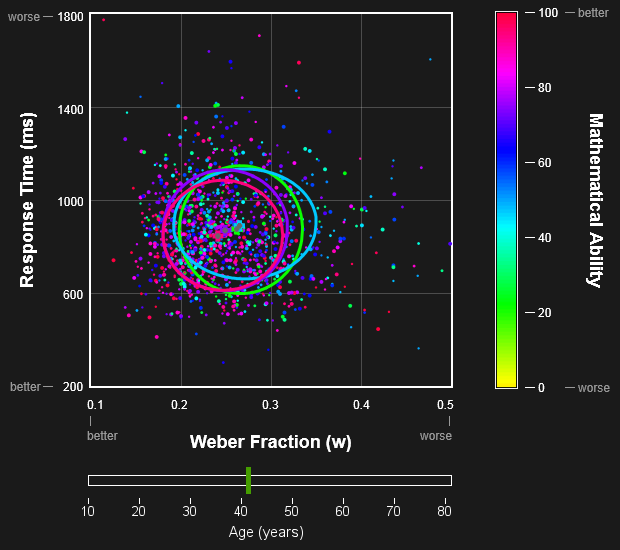 worse
1800
1400
1000
600
better
200
Response Time (ms)
0.1
0.2
0.3
0.4
0.5
better
worse
Weber Fraction (w)
10
20
30
40
50
60
70
80
Age (years)
100
better
80
60
40
20
0
worse
Mathematical Ability